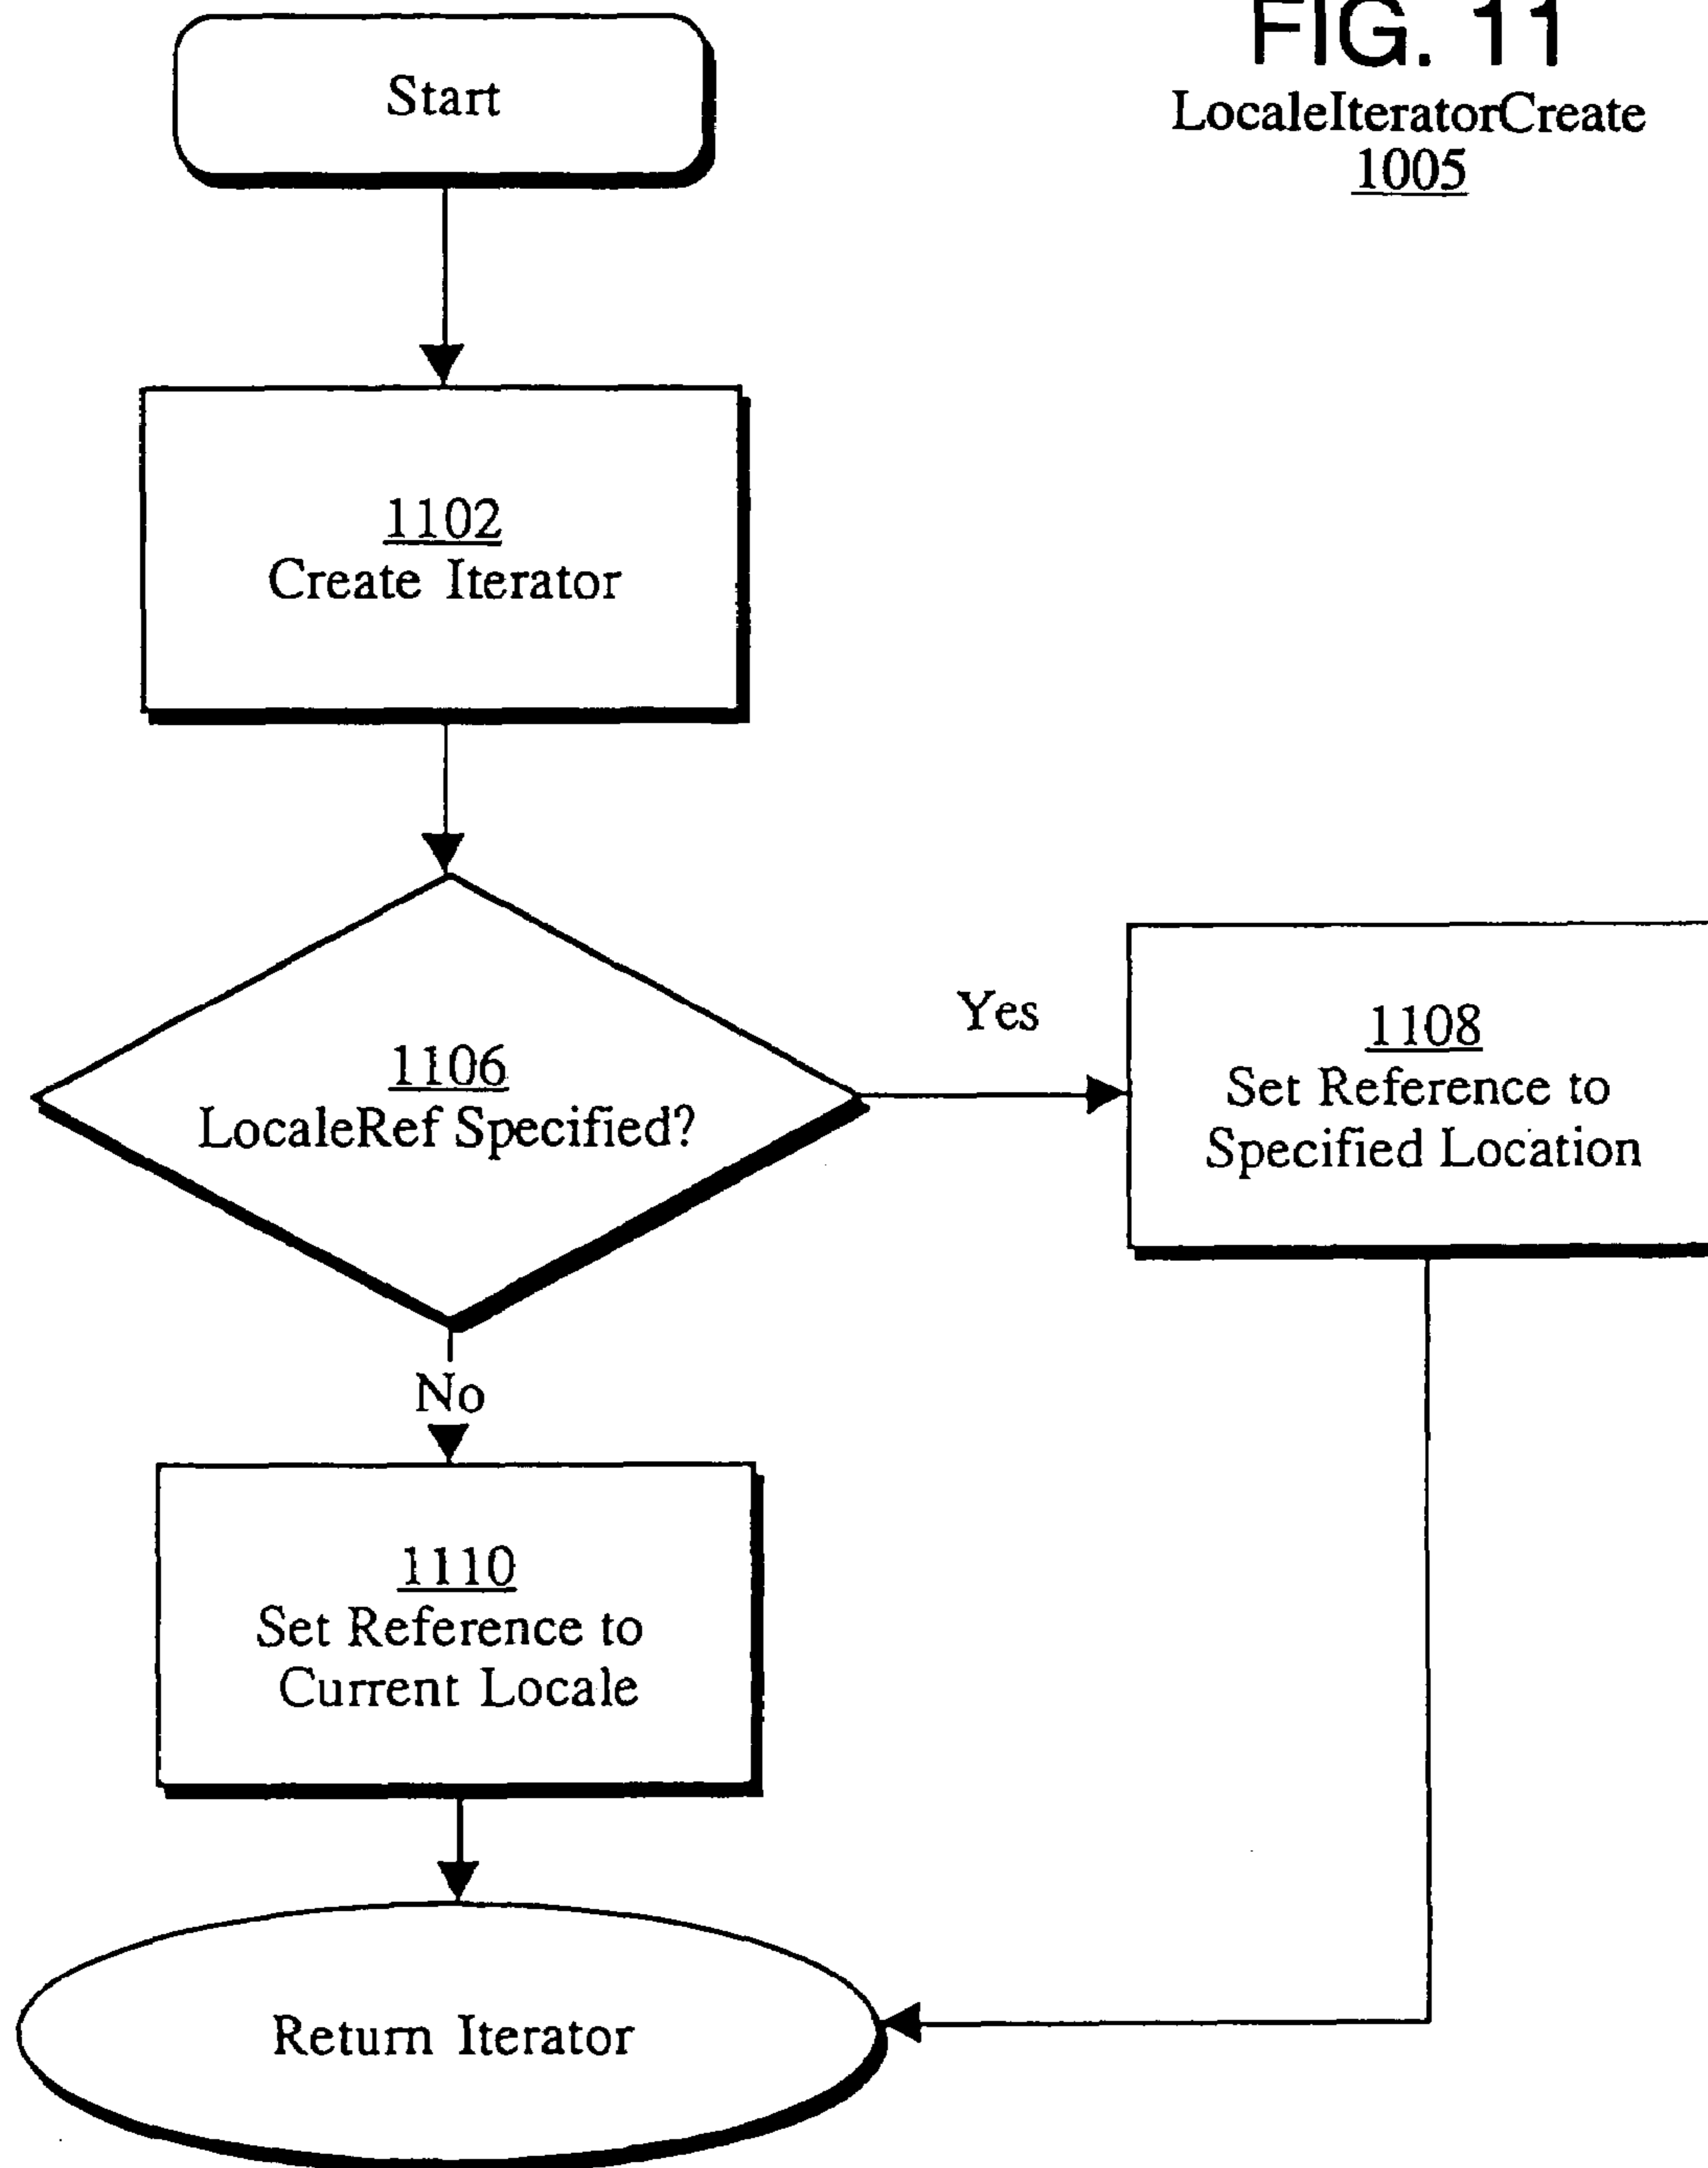 FIG. 11
LocaleIteratorCreate
1005
Start
1102
Create Iterator
1106
LocaleRef Specified?
Yes
1108
Set Reference to
Specified Location
No
1110
Set Reference to
Current Locale
Return Iterator